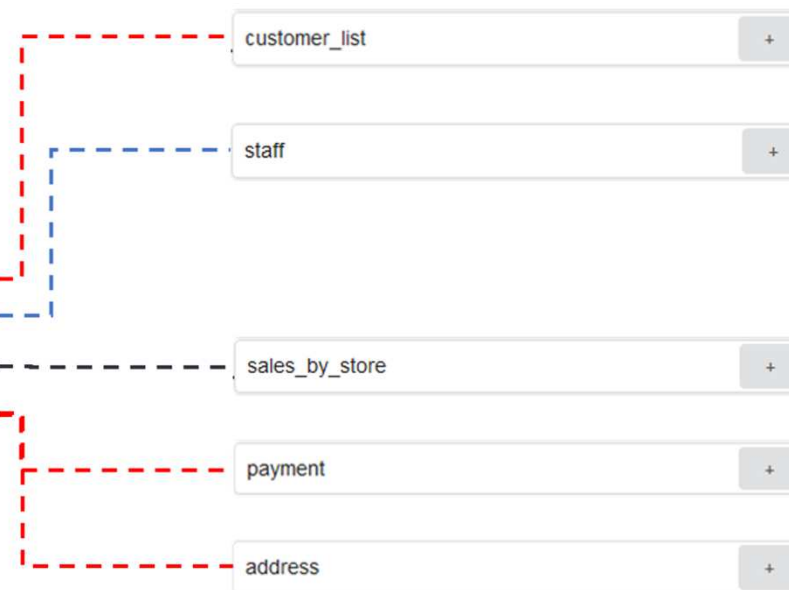 customer_list +
staff +
sales_by_store +
payment +
address +